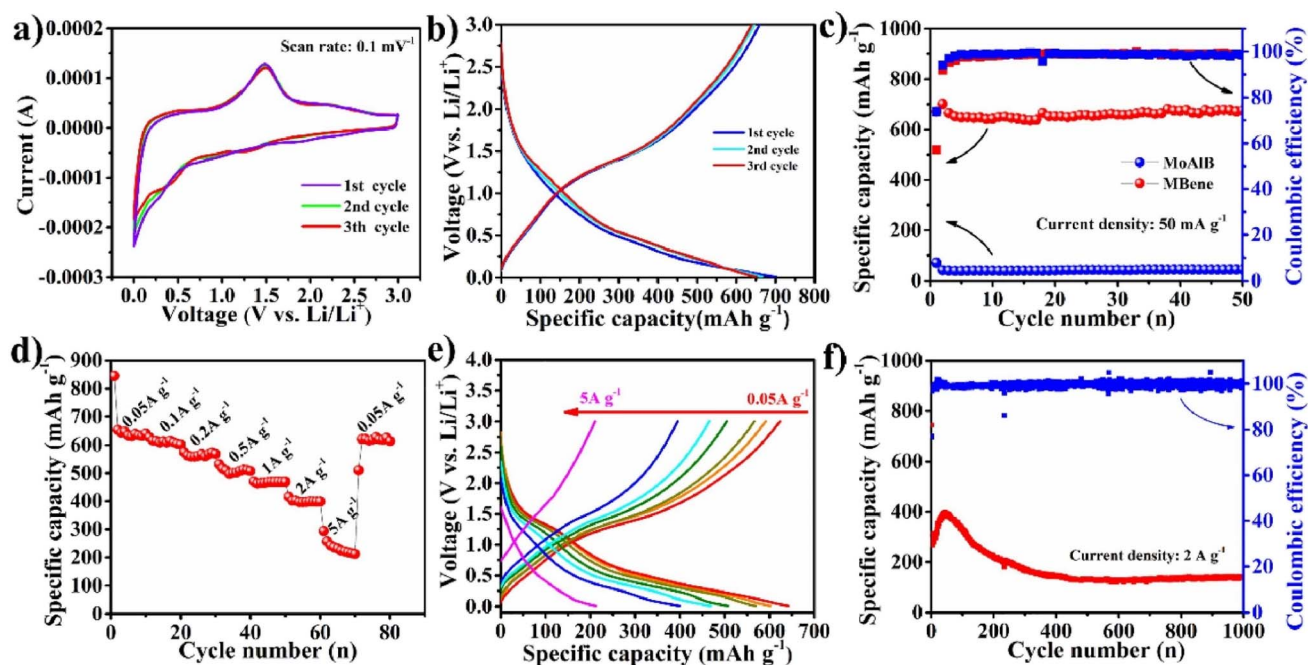 a)
0.0002
0.0001
0.0000
-0.0001
-0.0002
-0.0003
Current (A)
Scan rate: 0.1 mV-1
1st cycle
2nd cycle
3th cycle
0.0 0.5 1.0 1.5 2.0 2.5 3.0
Voltage (V vs. Li/Li+)
b)
3.0
2.5
2.0
1.5
1.0
0.5
0.0
Voltage (Vvs. Li/Li+)
1st cycle
2nd cycle
3rd cycle
0 100 200 300 400 500 600 700 800
Specific capacity(mAh g-1)
c)
1000
900
800
700
600
500
400
300
200
100
0
Specific capacity (mAh g-1)
MoAlB
MBene
Current density: 50 mA g-1
100
80
60
40
20
0
Coulombic efficiency (%)
0 10 20 30 40 50
Cycle number (n)
d)
900
800
700
600
500
400
300
200
100
0
Specific capacity (mAh g-1)
0.05A g-1
0.1A g-1
0.2A g-1
0.5A g-1
1A g-1
2A g-1
5A g-1
0.05A g-1
0 20 40 60 80
Cycle number (n)
e)
4.0
3.5
3.0
2.5
2.0
1.5
1.0
0.5
0.0
Voltage (V vs. Li/Li+)
5A g-1
0.05A g-1
0 100 200 300 400 500 600 700 800
Specific capacity (mAh g-1)
f)
1000
800
600
400
200
0
Specific capacity (mAh g-1)
Current density: 2 A g-1
100
80
60
40
20
0
Coulombic efficiency (%)
0 200 400 600 800 1000
Cycle number (n)